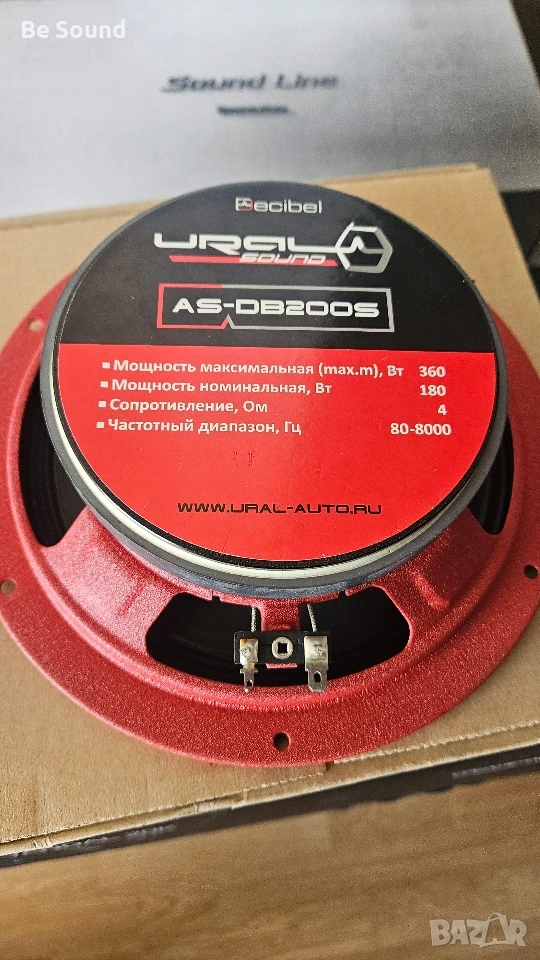 Be Sound
Sound Line
Decibel
URAL
SOUND
AS-DB200S
▪ Мощность максимальная (max.m), Вт 360
▪ Мощность номинальная, Вт 180
▪ Сопротивление, Ом 4
▪ Частотный диапазон, Гц 80-8000
WWW.URAL-AUTO.RU
BAZAR